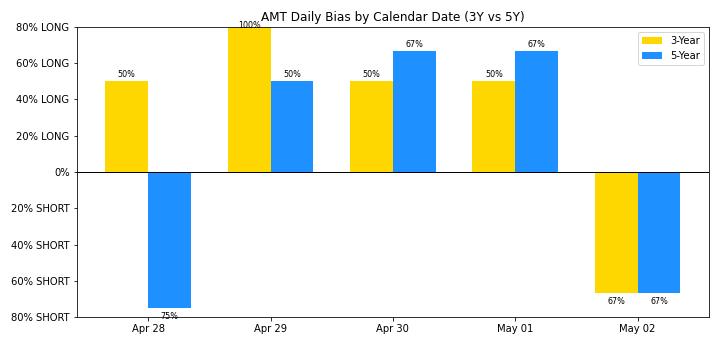 AMT Daily Bias by Calendar Date (3Y vs 5Y)
80% LONG
60% LONG
40% LONG
20% LONG
0%
20% SHORT
40% SHORT
60% SHORT
80% SHORT
50%
75%
100%
50%
50%
67%
50%
67%
67%
67%
3-Year
5-Year
Apr 28
Apr 29
Apr 30
May 01
May 02